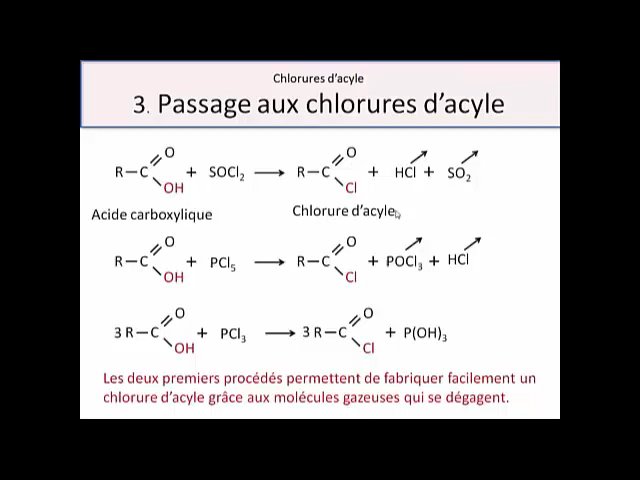 Chlorures d'acyle
3. Passage aux chlorures d'acyle
R–C(=O)OH + SOCl₂ ⟶ R–C(=O)Cl + HCl↗ + SO₂↗
Acide carboxylique Chlorure d'acyle
R–C(=O)OH + PCl₅ ⟶ R–C(=O)Cl + POCl₃↗ + HCl↗
3 R–C(=O)OH + PCl₃ ⟶ 3 R–C(=O)Cl + P(OH)₃
Les deux premiers procédés permettent de fabriquer facilement un
chlorure d'acyle grâce aux molécules gazeuses qui se dégagent.